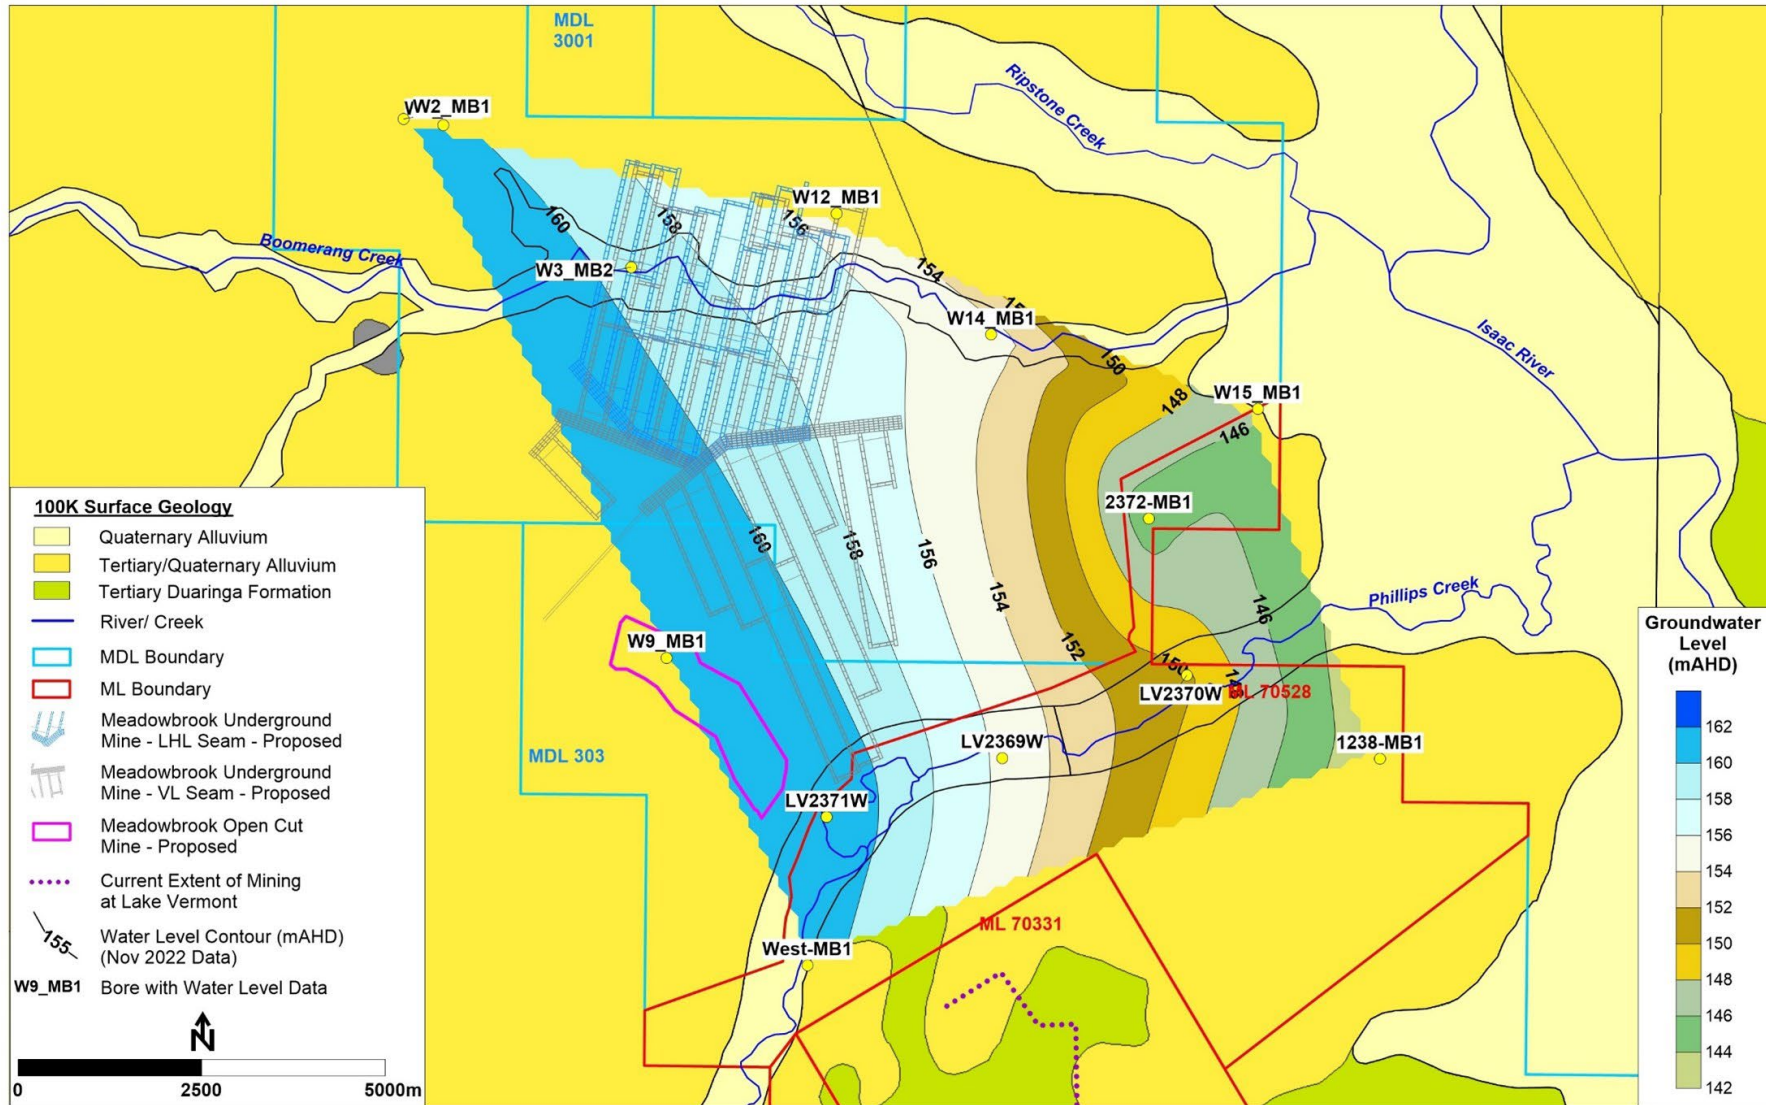 MDL
3001
Ripstone Creek
W2_MB1
W12_MB1
160
158
156
Boomerang Creek
W3_MB2
154
W14_MB1
Isaac River
150
148
W15_MB1
146
2372-MB1
160
158
156
154
146
Phillips Creek
152
W9_MB1
150
LV2370W
ML 70528
MDL 303
LV2369W
1238-MB1
LV2371W
West-MB1
ML 70331
100K Surface Geology
Quaternary Alluvium
Tertiary/Quaternary Alluvium
Tertiary Duaringa Formation
River/ Creek
MDL Boundary
ML Boundary
Meadowbrook Underground
Mine - LHL Seam - Proposed
Meadowbrook Underground
Mine - VL Seam - Proposed
Meadowbrook Open Cut
Mine - Proposed
Current Extent of Mining
at Lake Vermont
155
Water Level Contour (mAHD)
(Nov 2022 Data)
W9_MB1 Bore with Water Level Data
N
0 2500 5000m
Groundwater
Level
(mAHD)
162
160
158
156
154
152
150
148
146
144
142